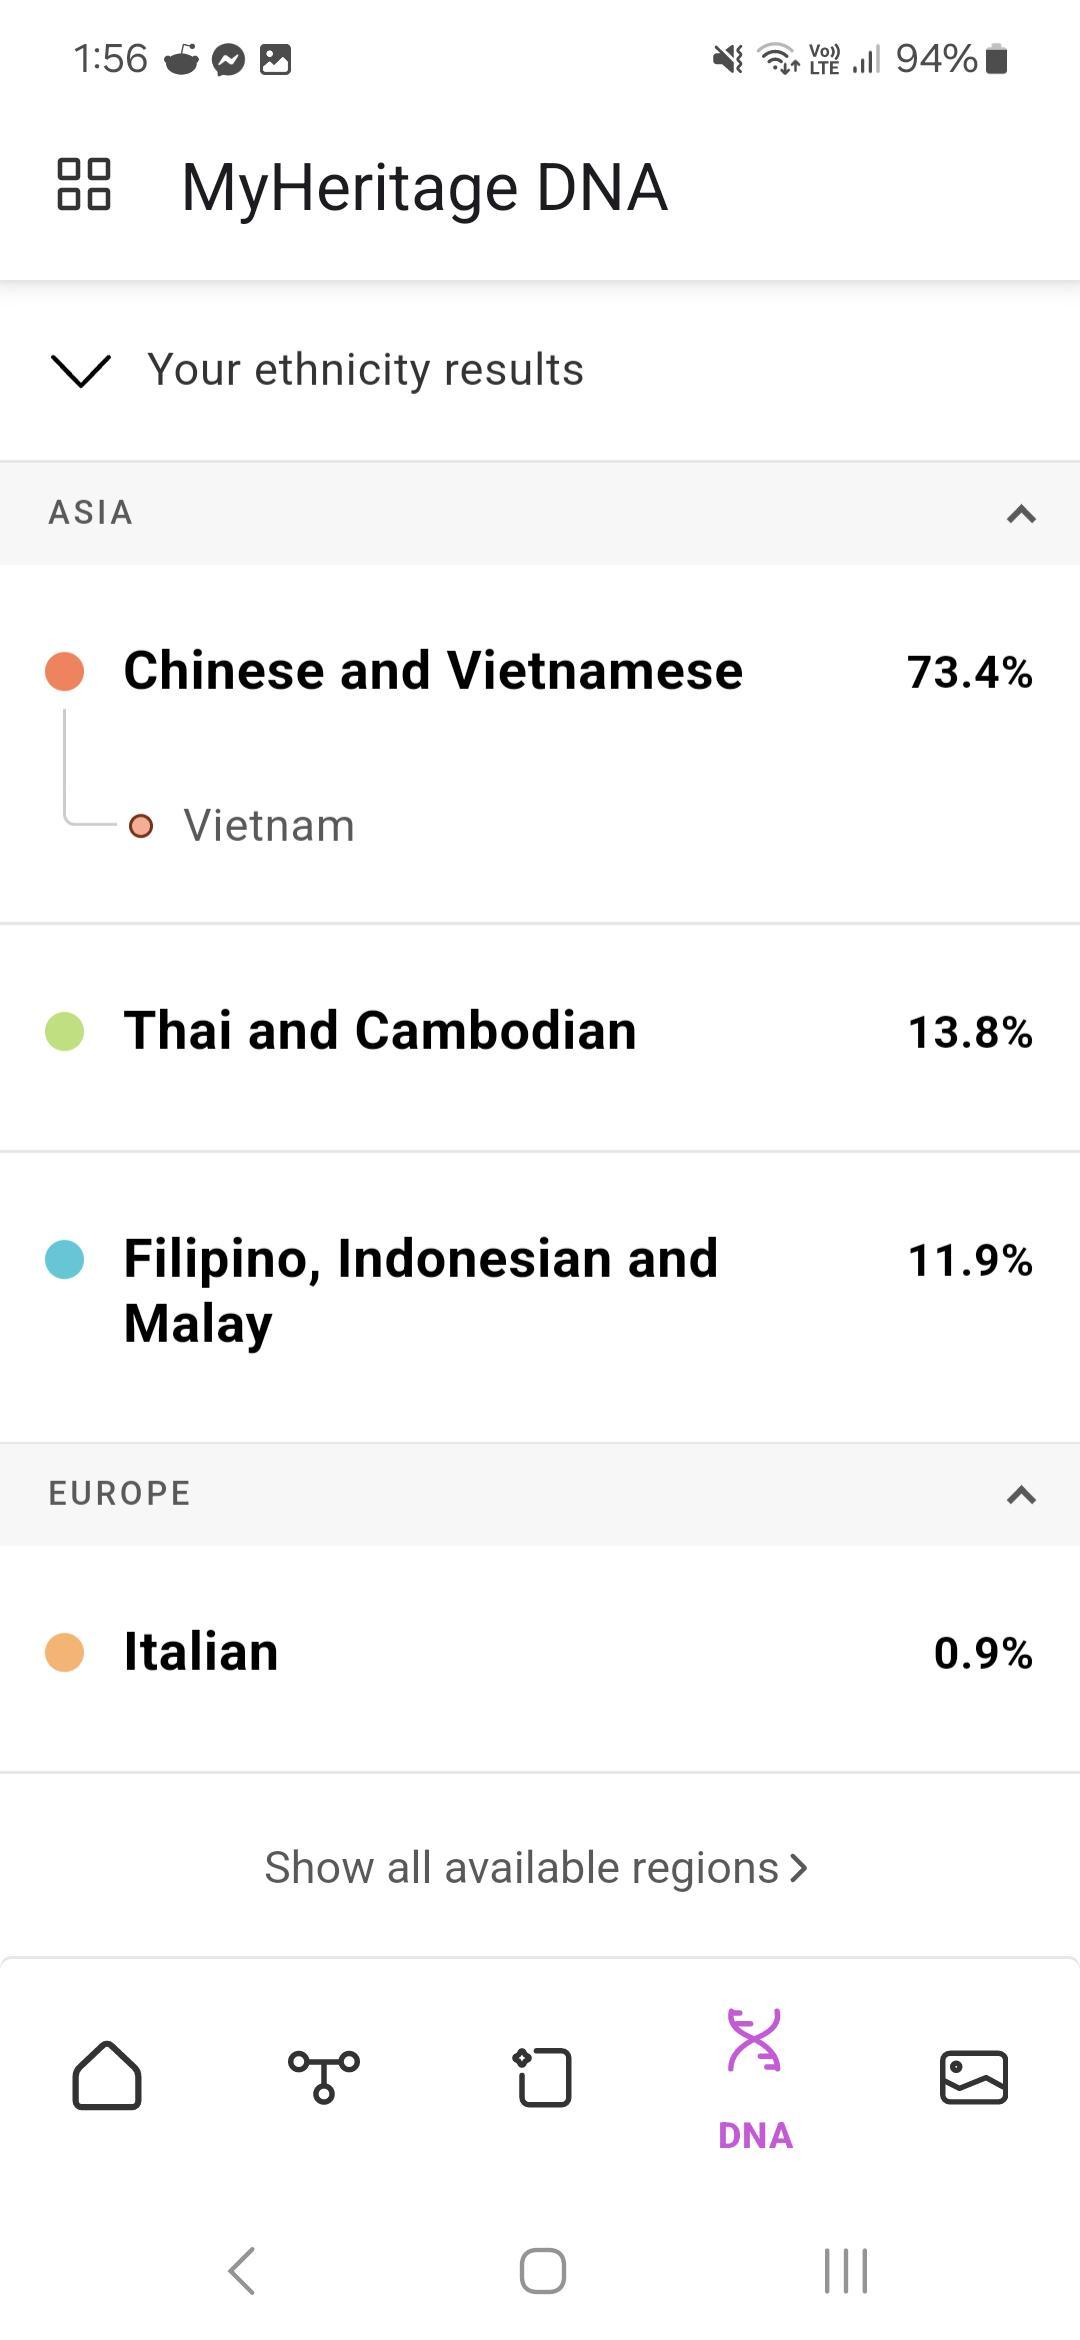 1:56
Vo)) LTE
94%
MyHeritage DNA
Your ethnicity results
ASIA
Chinese and Vietnamese 73.4%
Vietnam
Thai and Cambodian 13.8%
Filipino, Indonesian and 11.9%
Malay
EUROPE
Italian 0.9%
Show all available regions
DNA